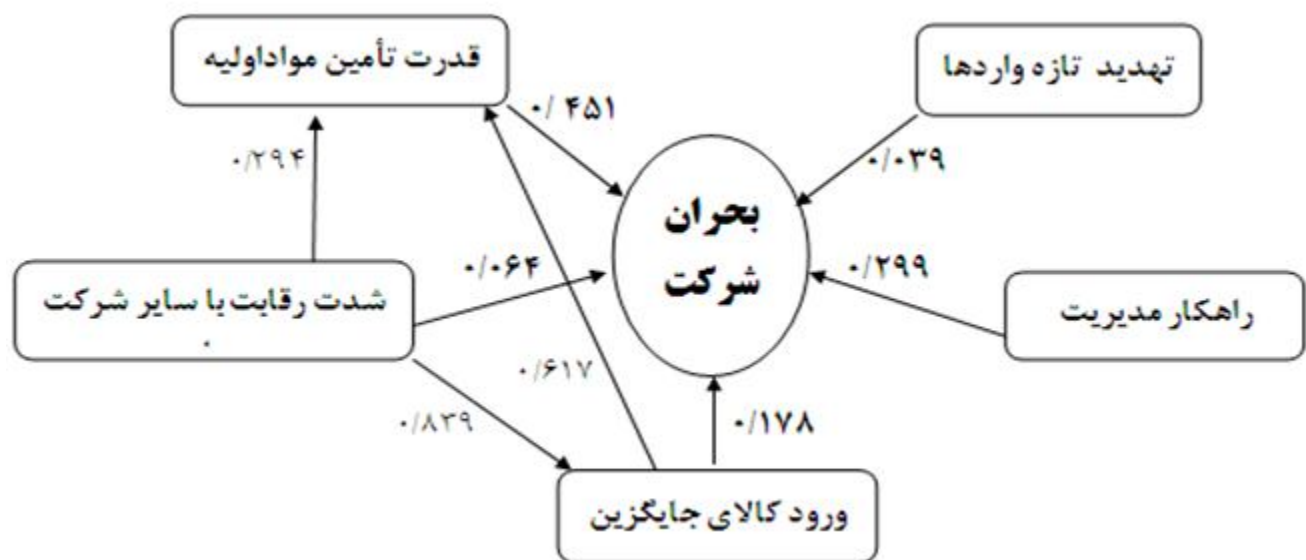 قدرت تأمین مواداولیه
تهدید تازه واردها
۰/۴۵۱
۰/۰۳۹
۰/۲۹۴
بحران
شرکت
۰/۰۶۴
۰/۲۹۹
شدت رقابت با سایر شرکت
راهکار مدیریت
۰/۶۱۷
۰/۸۳۹
۰/۱۷۸
ورود کالای جایگزین